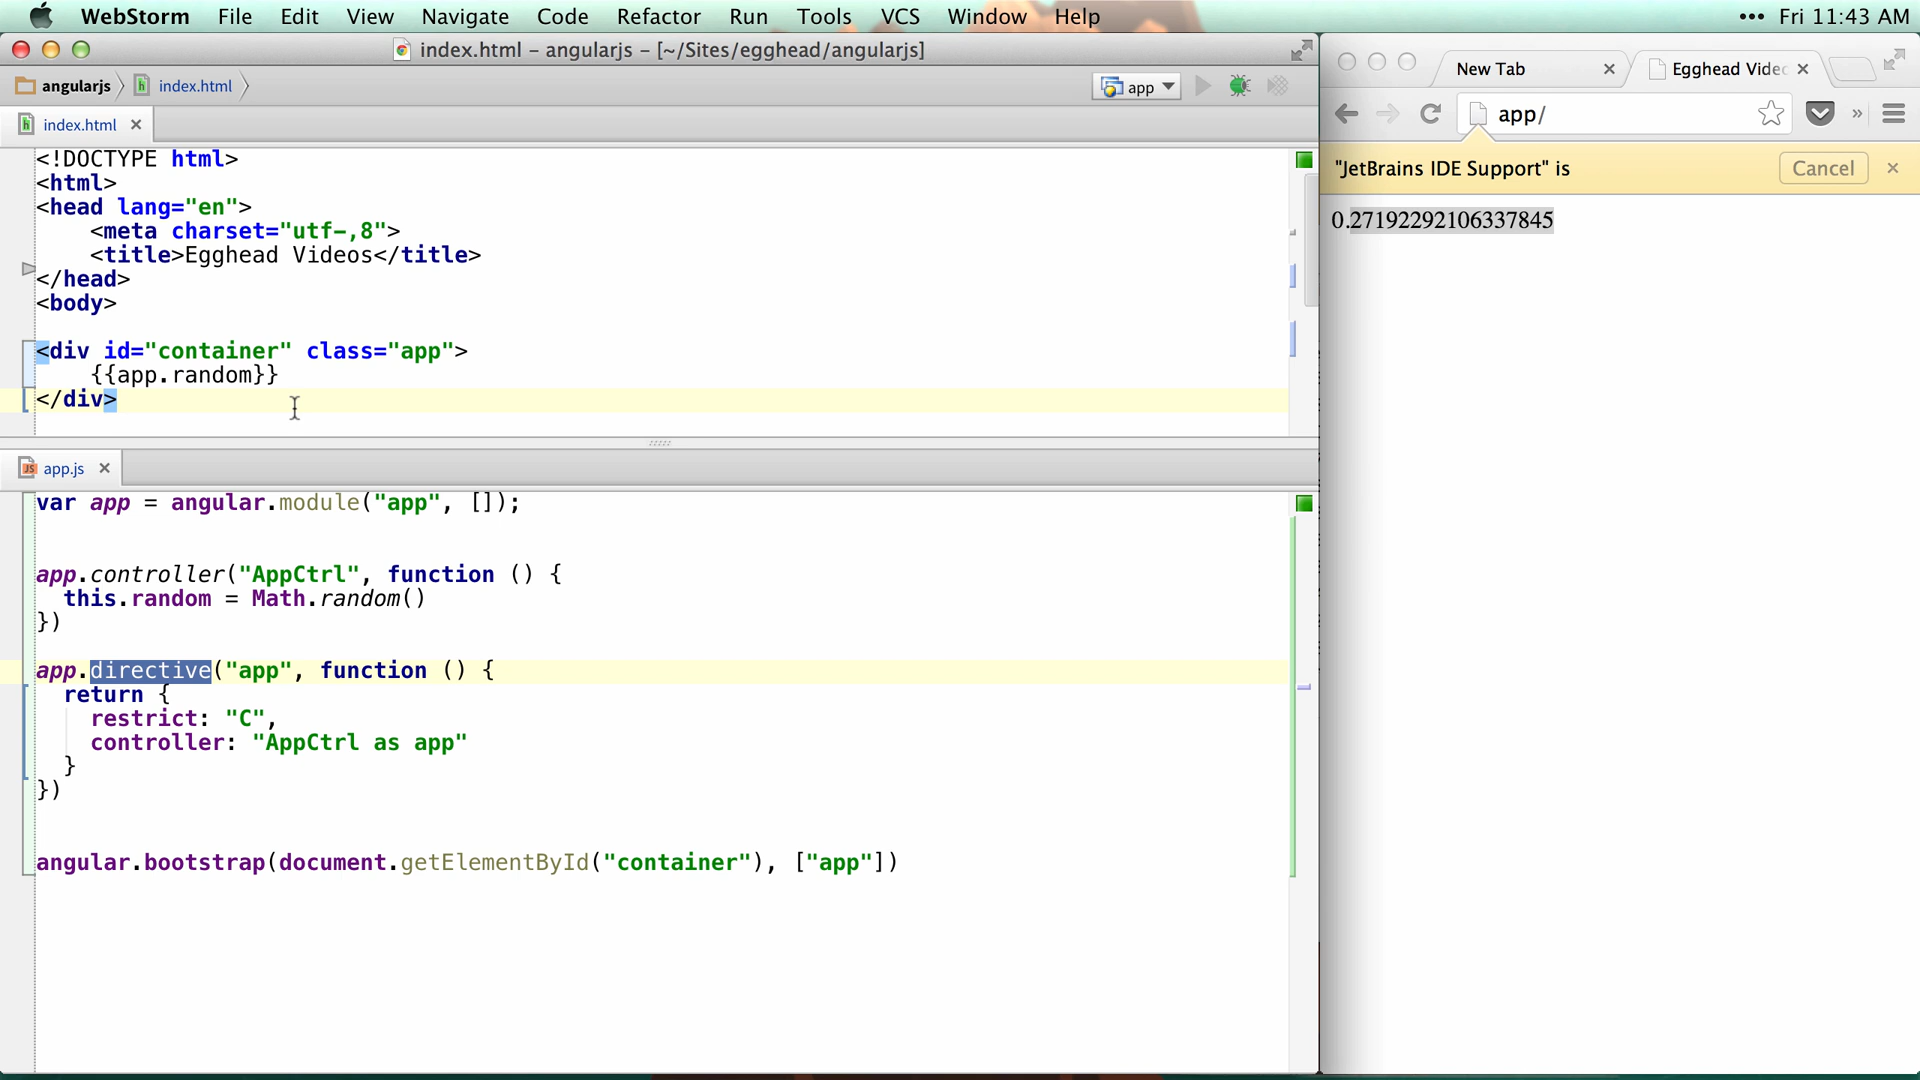 WebStorm File Edit View Navigate Code Refactor Run Tools VCS Window Help ••• Fri 11:43 AM
index.html – angularjs – [~/Sites/egghead/angularjs]
angularjs index.html app
index.html
<!DOCTYPE html>
<html>
<head lang="en">
<meta charset="utf-,8">
<title>Egghead Videos</title>
</head>
<body>
<div id="container" class="app">
{{app.random}}
</div>
app.js
var app = angular.module("app", []);
app.controller("AppCtrl", function () {
this.random = Math.random()
})
app.directive("app", function () {
return {
restrict: "C",
controller: "AppCtrl as app"
}
})
angular.bootstrap(document.getElementById("container"), ["app"])
New Tab Egghead Videc
app/
"JetBrains IDE Support" is Cancel
0.27192292106337845